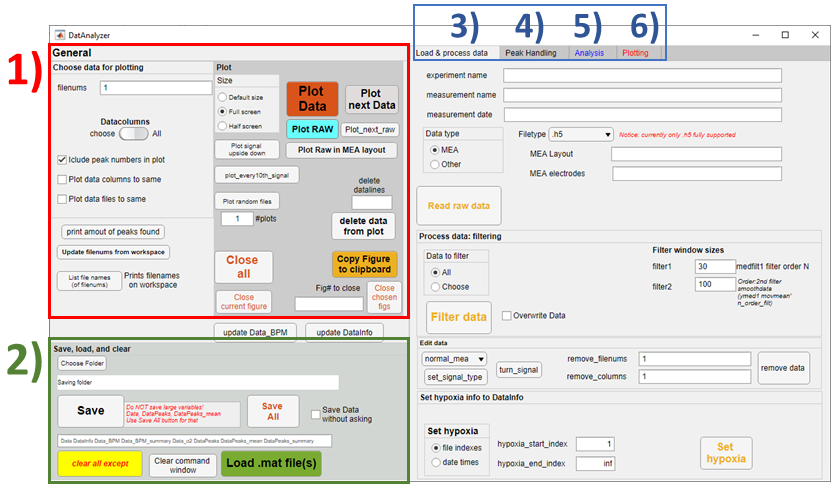 3) 4) 5) 6)
DatAnalyzer
1)
General
Choose data for plotting
filenums 1
Datacolumns
choose All
Iclude peak numbers in plot
Plot data columns to same
Plot data files to same
print amout of peaks found
Update filenums from workspace
List file names
(of filenums)
Prints filenames
on workspace
Plot
Size
Default size
Full screen
Half screen
Plot
Data
Plot
next Data
Plot RAW
Plot_next_raw
Plot signal
upside down
Plot Raw in MEA layout
plot_every10th_signal
delete
datalines
Plot random files
1 #plots
delete data
from plot
Close
all
Copy Figure
to clipboard
Close
current figure
Fig# to close
Close
chosen
figs
update Data_BPM
update DataInfo
2)
Save, load, and clear
Choose Folder
Saving folder
Save
Do NOT save large variables!
Data, DataPeaks, DataPeaks_mean
Use Save All button for that
Save
All
Save Data
without asking
Data DataInfo Data_BPM Data_BPM_summary Data_o2 DataPeaks DataPeaks_mean DataPeaks_summary
clear all except
Clear command
window
Load .mat file(s)
Load & process data
Peak Handling
Analysis
Plotting
experiment name
measurement name
measurement date
Data type
MEA
Other
Filetype .h5
Notice: currently only .h5 fully supported
MEA Layout
MEA electrodes
Read raw data
Process data: filtering
Data to filter
All
Choose
Filter window sizes
filter1 30 medfilt1 filter order N
filter2 100
Order:2nd filter
smoothdata
(ymed1 movmean'
n_order_filt)
Filter data
Overwrite Data
Edit data
normal_mea
set_signal_type
turn_signal
remove_filenums 1
remove_columns 1
remove data
Set hypoxia info to DataInfo
Set hypoxia
file indexes
date times
hypoxia_start_index 1
hypoxia_end_index inf
Set
hypoxia